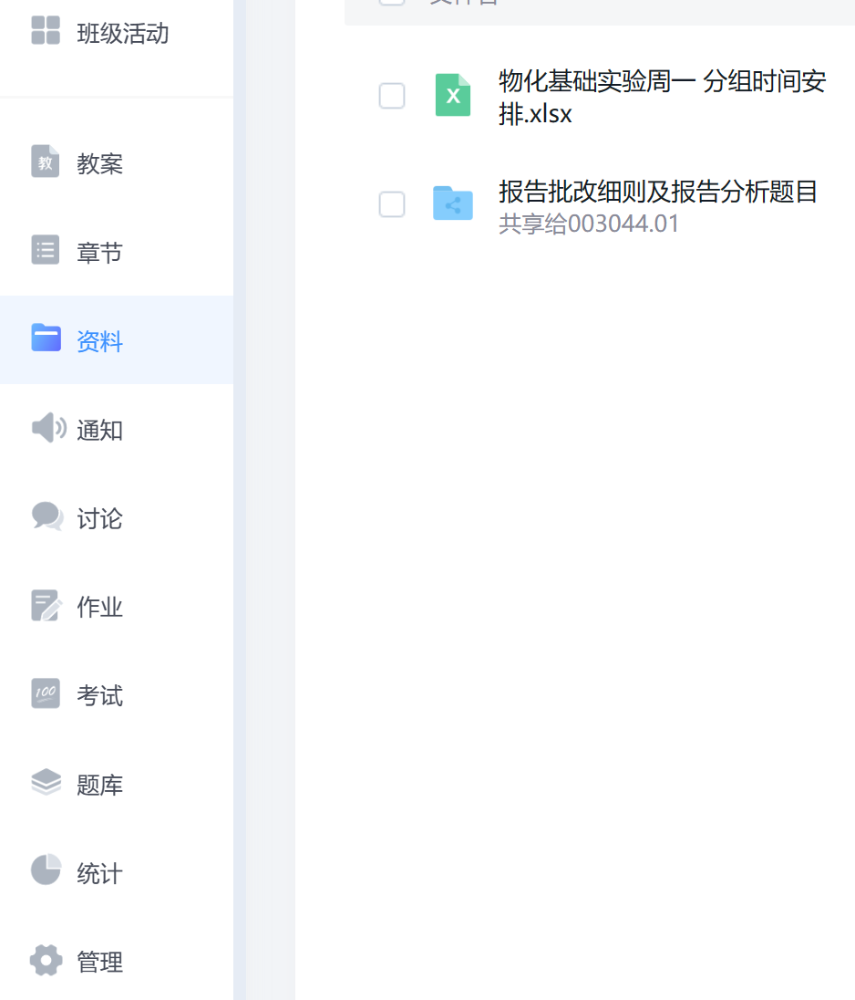 班级活动
教案
章节
资料
通知
讨论
作业
考试
题库
统计
管理
物化基础实验周一 分组时间安
排.xlsx
报告批改细则及报告分析题目
共享给003044.01